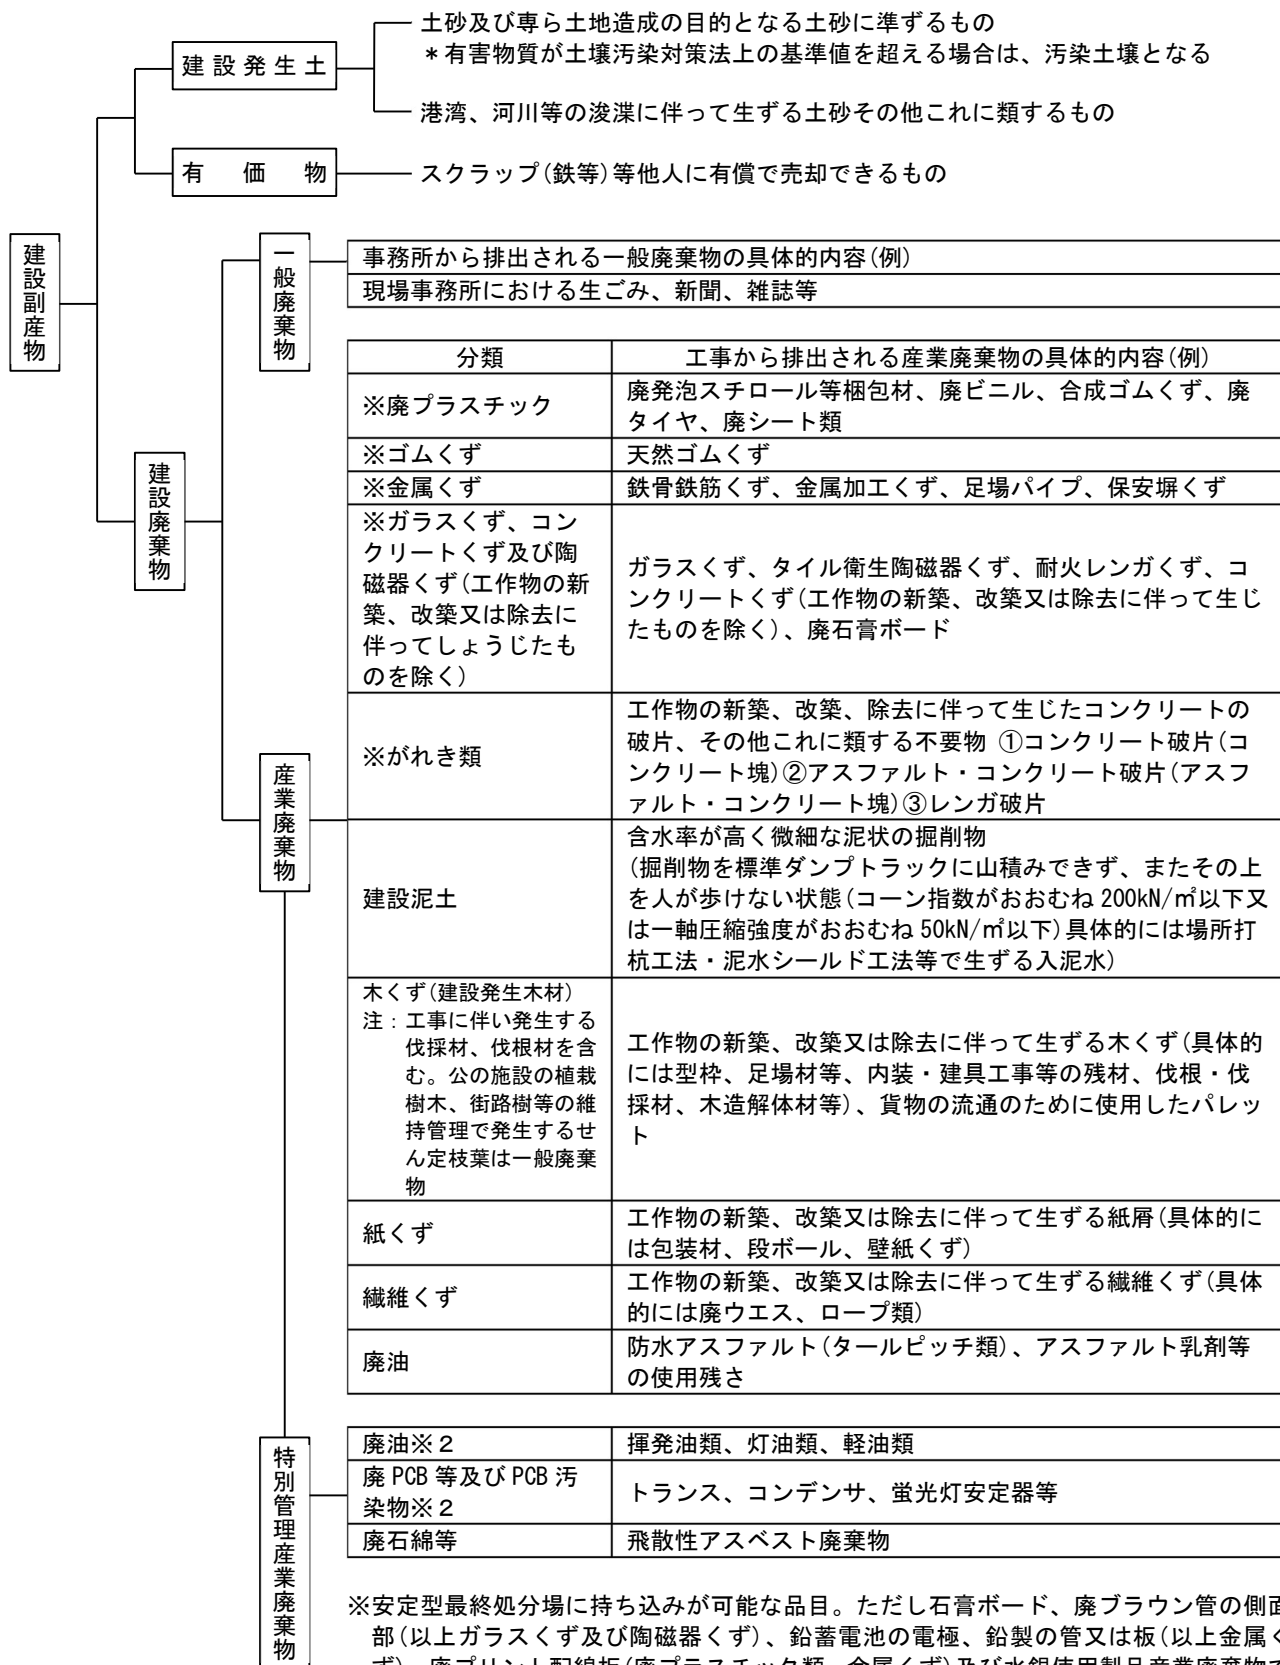 土砂及び専ら土地造成の目的となる土砂に準ずるもの
＊有害物質が土壌汚染対策法上の基準値を超える場合は、汚染土壌となる
建設発生土
港湾、河川等の浚渫に伴って生ずる土砂その他これに類するもの
有価物
スクラップ(鉄等)等他人に有償で売却できるもの
建設副産物
一般廃棄物
事務所から排出される一般廃棄物の具体的内容(例)
現場事務所における生ごみ、新聞、雑誌等
建設廃棄物
産業廃棄物
分類
工事から排出される産業廃棄物の具体的内容(例)
※廃プラスチック
廃発泡スチロール等梱包材、廃ビニル、合成ゴムくず、廃
タイヤ、廃シート類
※ゴムくず
天然ゴムくず
※金属くず
鉄骨鉄筋くず、金属加工くず、足場パイプ、保安塀くず
※ガラスくず、コン
クリートくず及び陶
磁器くず(工作物の新
築、改築又は除去に
伴ってしょうじたも
のを除く)
ガラスくず、タイル衛生陶磁器くず、耐火レンガくず、コ
ンクリートくず(工作物の新築、改築又は除去に伴って生じ
たものを除く)、廃石膏ボード
※がれき類
工作物の新築、改築、除去に伴って生じたコンクリートの
破片、その他これに類する不要物 ①コンクリート破片(コ
ンクリート塊)②アスファルト・コンクリート破片(アスフ
ァルト・コンクリート塊)③レンガ破片
建設泥土
含水率が高く微細な泥状の掘削物
(掘削物を標準ダンプトラックに山積みできず、またその上
を人が歩けない状態(コーン指数がおおむね 200kN/㎡以下又
は一軸圧縮強度がおおむね 50kN/㎡以下)具体的には場所打
杭工法・泥水シールド工法等で生ずる入泥水)
木くず(建設発生木材)
注：工事に伴い発生する
伐採材、伐根材を含
む。公の施設の植栽
樹木、街路樹等の維
持管理で発生するせ
ん定枝葉は一般廃棄
物
工作物の新築、改築又は除去に伴って生ずる木くず(具体的
には型枠、足場材等、内装・建具工事等の残材、伐根・伐
採材、木造解体材等)、貨物の流通のために使用したパレッ
ト
紙くず
工作物の新築、改築又は除去に伴って生ずる紙屑(具体的に
は包装材、段ボール、壁紙くず)
繊維くず
工作物の新築、改築又は除去に伴って生ずる繊維くず(具体
的には廃ウエス、ロープ類)
廃油
防水アスファルト(タールピッチ類)、アスファルト乳剤等
の使用残さ
特別管理産業廃棄物
廃油※２
揮発油類、灯油類、軽油類
廃 PCB 等及び PCB 汚
染物※２
トランス、コンデンサ、蛍光灯安定器等
廃石綿等
飛散性アスベスト廃棄物
※安定型最終処分場に持ち込みが可能な品目。ただし石膏ボード、廃ブラウン管の側面
部(以上ガラスくず及び陶磁器くず)、鉛蓄電池の電極、鉛製の管又は板(以上金属く